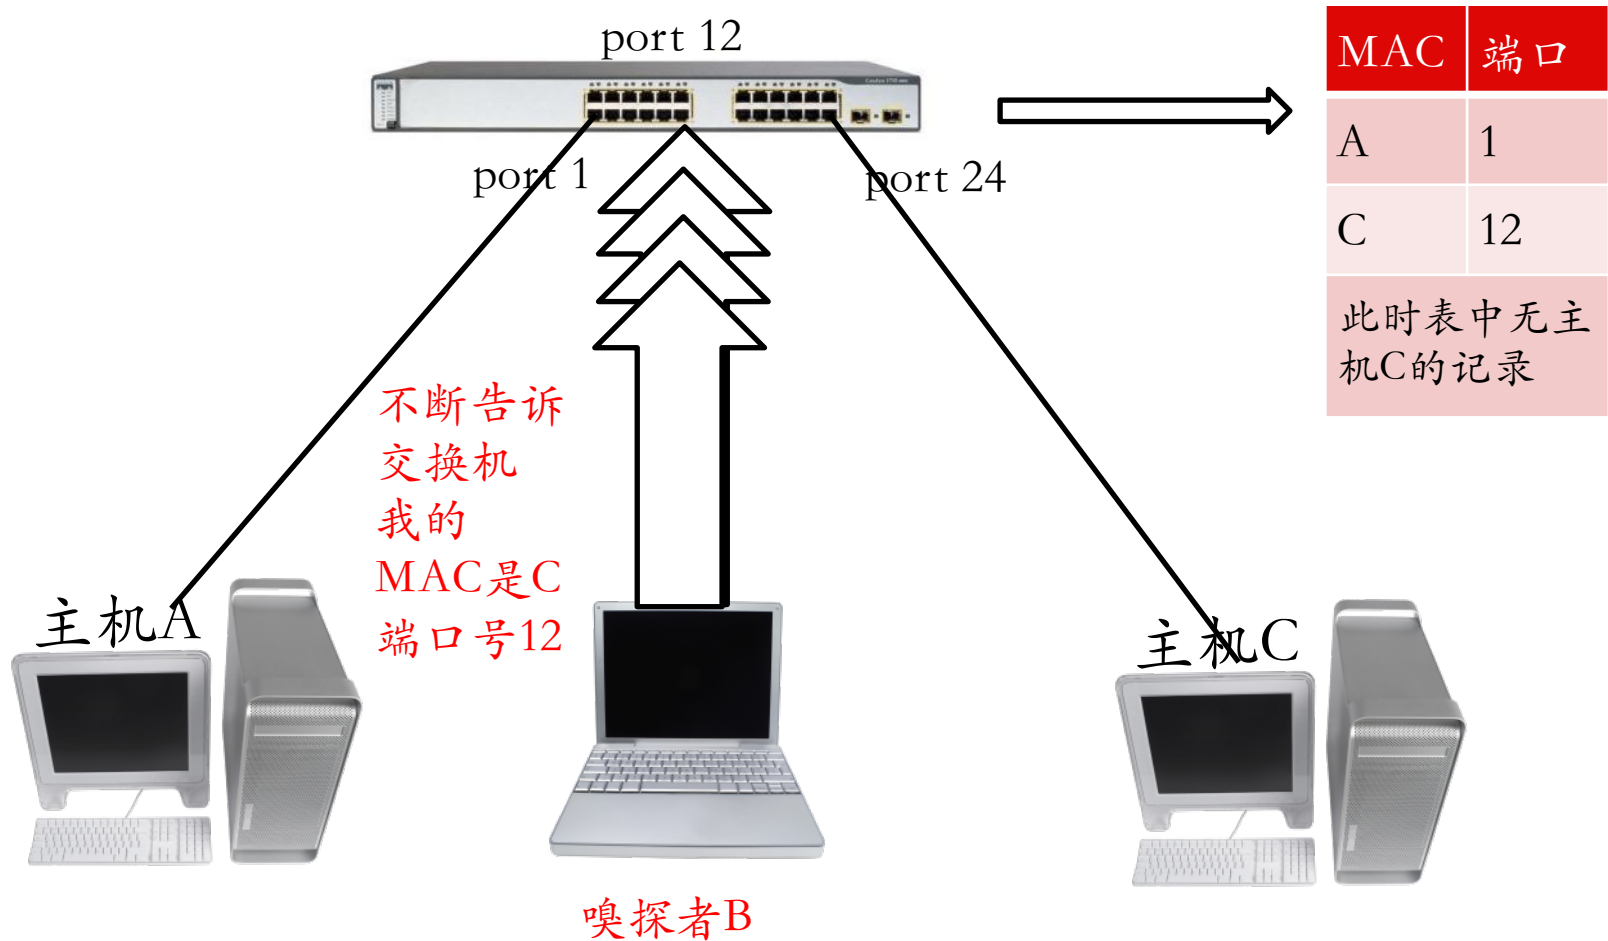 port 12
MAC 端口
A 1
C 12
此时表中无主
机C的记录
port 1
port 24
不断告诉
交换机
我的
MAC是C
端口号12
主机A
主机C
嗅探者B